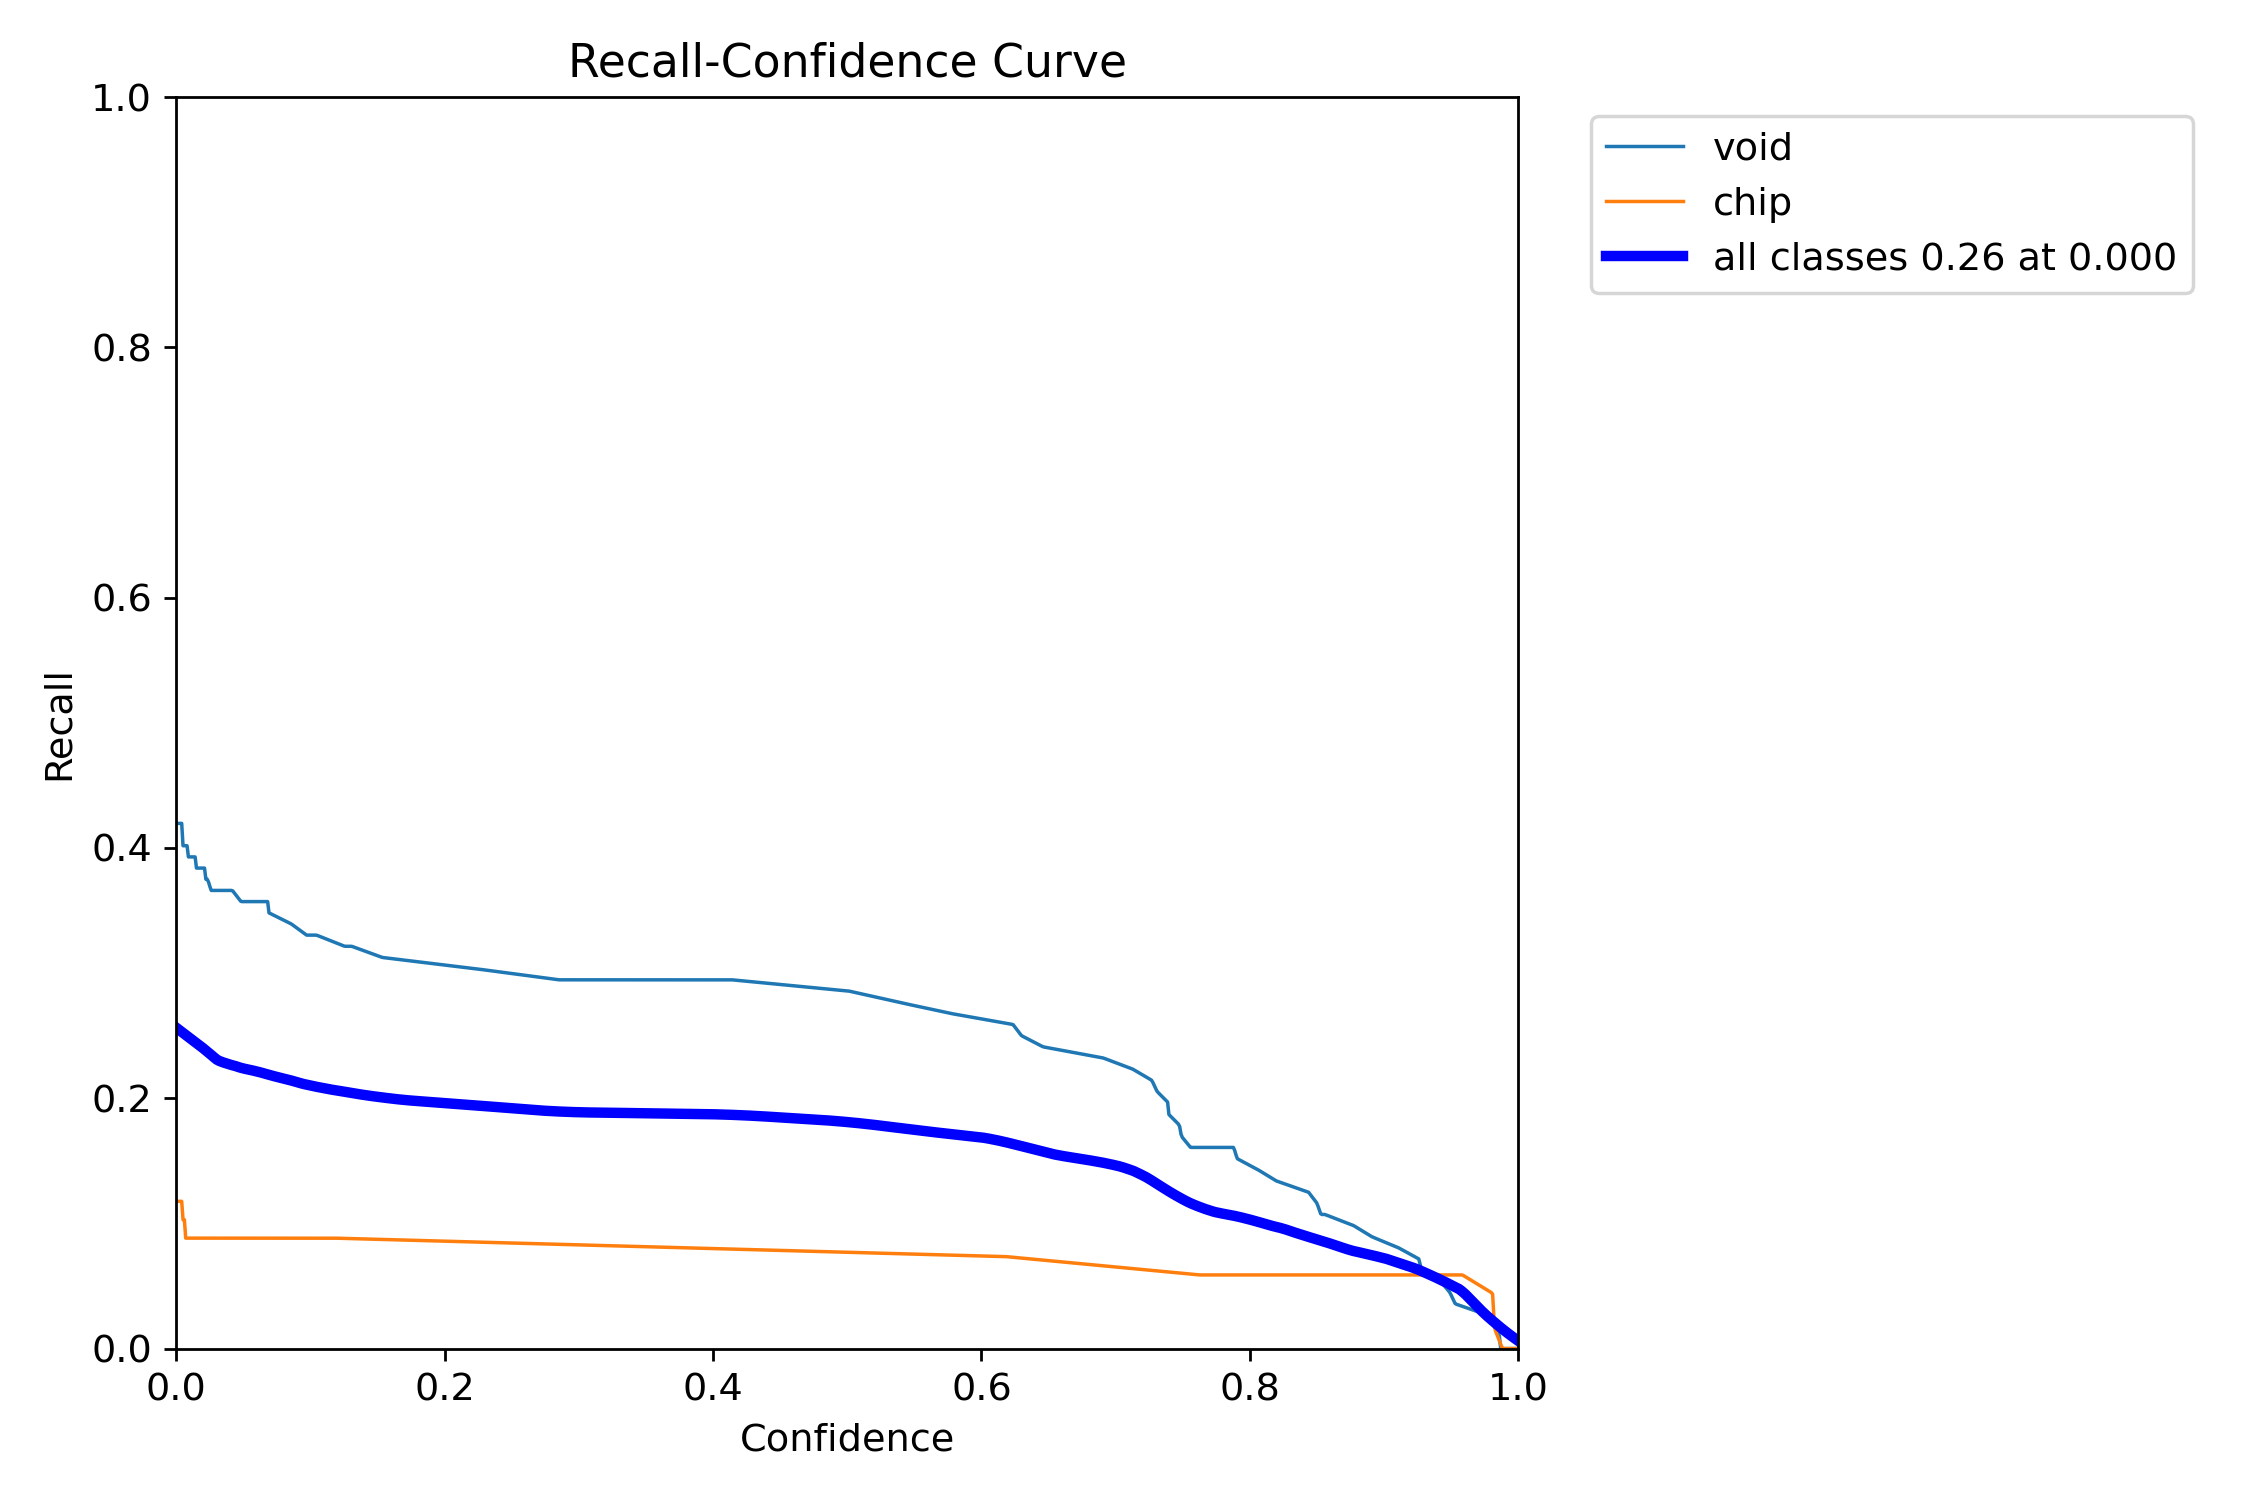 Recall-Confidence Curve
void
chip
all classes 0.26 at 0.000
1.0
0.8
0.6
0.4
0.2
0.0
Recall
0.0 0.2 0.4 0.6 0.8 1.0
Confidence